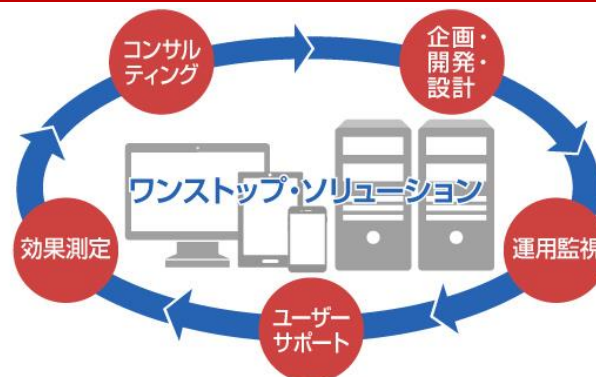 コンサル
ティング
企画・
開発・
設計
ワンストップ・ソリューション
効果測定
運用監視
ユーザー
サポート